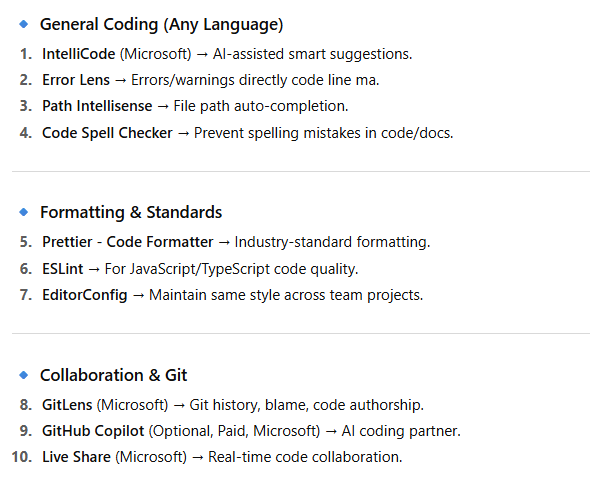 General Coding (Any Language)
1. IntelliCode (Microsoft) → AI-assisted smart suggestions.
2. Error Lens → Errors/warnings directly code line ma.
3. Path Intellisense → File path auto-completion.
4. Code Spell Checker → Prevent spelling mistakes in code/docs.
Formatting & Standards
5. Prettier - Code Formatter → Industry-standard formatting.
6. ESLint → For JavaScript/TypeScript code quality.
7. EditorConfig → Maintain same style across team projects.
Collaboration & Git
8. GitLens (Microsoft) → Git history, blame, code authorship.
9. GitHub Copilot (Optional, Paid, Microsoft) → AI coding partner.
10. Live Share (Microsoft) → Real-time code collaboration.